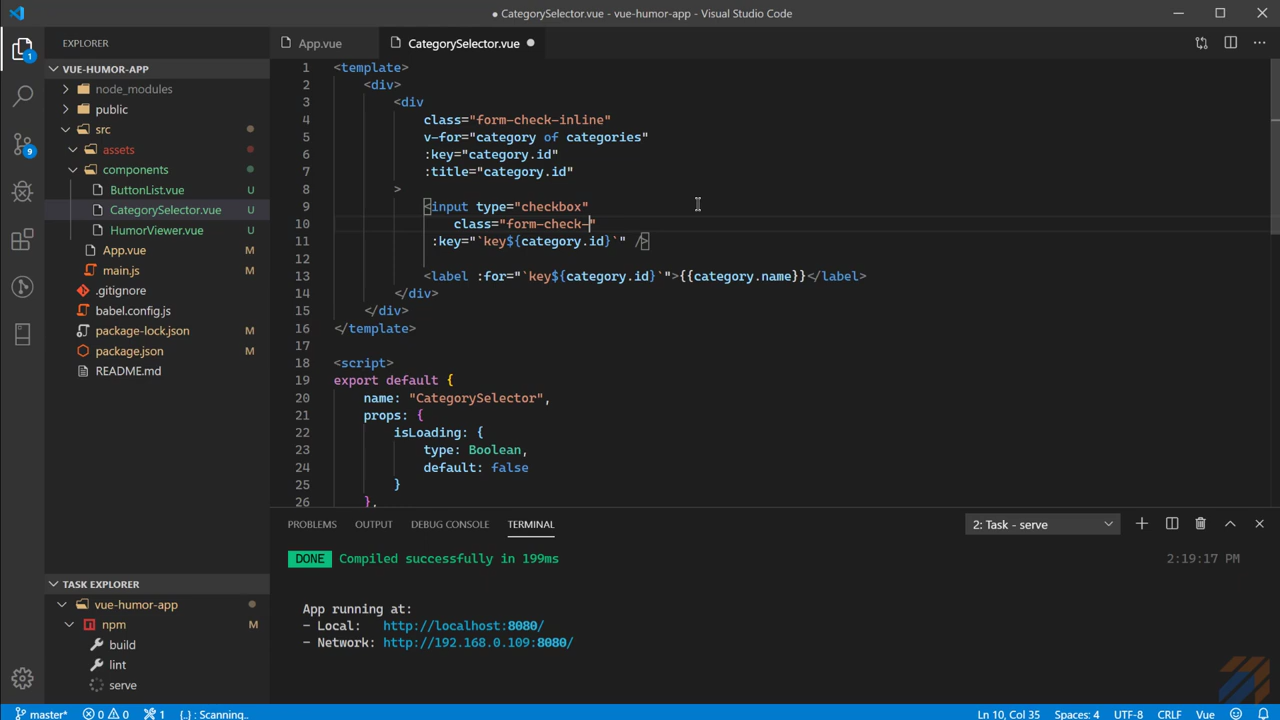 ● CategorySelector.vue - vue-humor-app - Visual Studio Code
EXPLORER
App.vue
CategorySelector.vue
1
VUE-HUMOR-APP
node_modules
public
src
assets
components
ButtonList.vue U
CategorySelector.vue U
HumorViewer.vue U
App.vue U
main.js U
.gitignore
babel.config.js
package-lock.json M
package.json M
README.md
9
TASK EXPLORER
vue-humor-app
npm M
build
lint
serve
1 <template>
2 <div>
3 <div
4 class="form-check-inline"
5 v-for="category of categories"
6 :key="category.id"
7 :title="category.id"
8 >
9 <input type="checkbox"
10 class="form-check-"
11 :key="`key${category.id}`" />
12
13 <label :for="`key${category.id}`">{{category.name}}</label>
14 </div>
15 </div>
16 </template>
17
18 <script>
19 export default {
20 name: "CategorySelector",
21 props: {
22 isLoading: {
23 type: Boolean,
24 default: false
25 }
26 },
PROBLEMS OUTPUT DEBUG CONSOLE TERMINAL 2: Task - serve
DONE Compiled successfully in 199ms 2:19:17 PM
App running at:
- Local: http://localhost:8080/
- Network: http://192.168.0.109:8080/
master* 0 0 1 {..} : Scanning.. Ln 10, Col 35 Spaces: 4 UTF-8 CRLF Vue